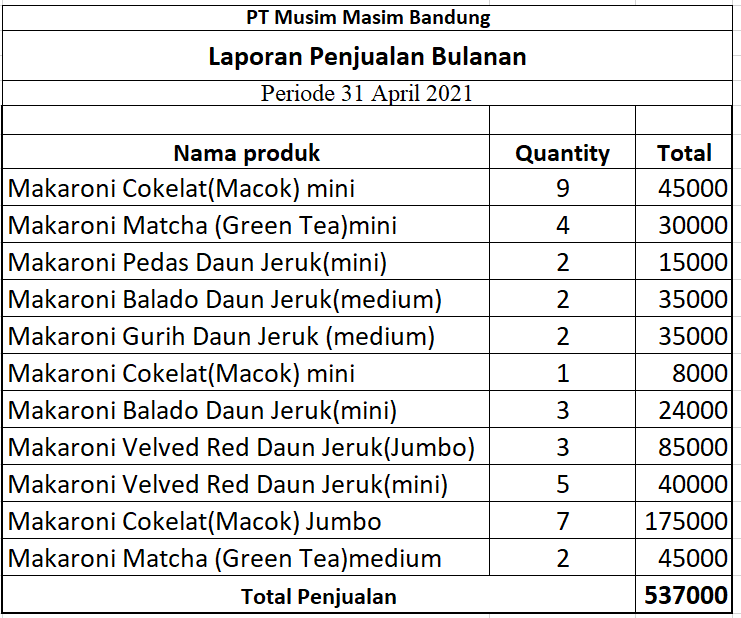 PT Musim Masim Bandung
Laporan Penjualan Bulanan
Periode 31 April 2021
Nama produk Quantity Total
Makaroni Cokelat(Macok) mini 9 45000
Makaroni Matcha (Green Tea)mini 4 30000
Makaroni Pedas Daun Jeruk(mini) 2 15000
Makaroni Balado Daun Jeruk(medium) 2 35000
Makaroni Gurih Daun Jeruk (medium) 2 35000
Makaroni Cokelat(Macok) mini 1 8000
Makaroni Balado Daun Jeruk(mini) 3 24000
Makaroni Velved Red Daun Jeruk(Jumbo) 3 85000
Makaroni Velved Red Daun Jeruk(mini) 5 40000
Makaroni Cokelat(Macok) Jumbo 7 175000
Makaroni Matcha (Green Tea)medium 2 45000
Total Penjualan 537000